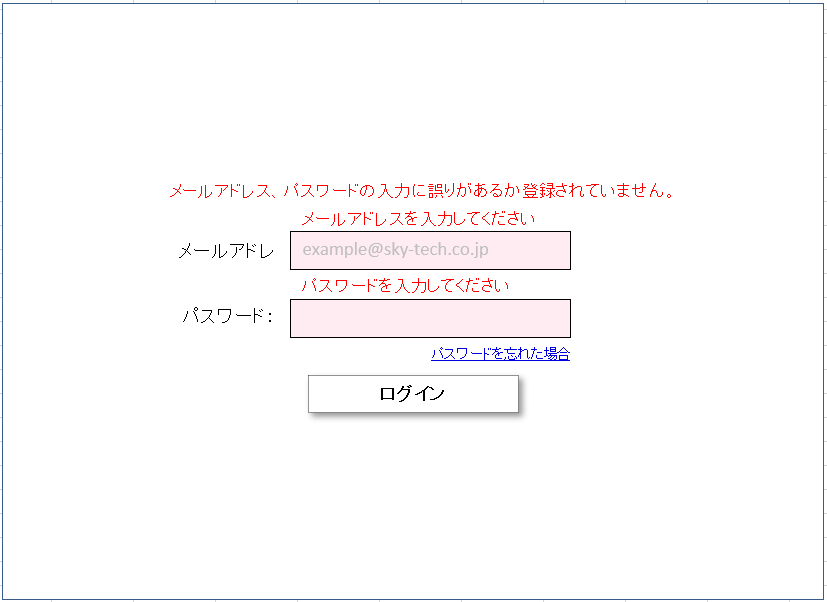 メールアドレス、パスワードの入力に誤りがあるか登録されていません。
メールアドレスを入力してください
メールアドレ
example@sky-tech.co.jp
パスワードを入力してください
パスワード：
パスワードを忘れた場合
ログイン